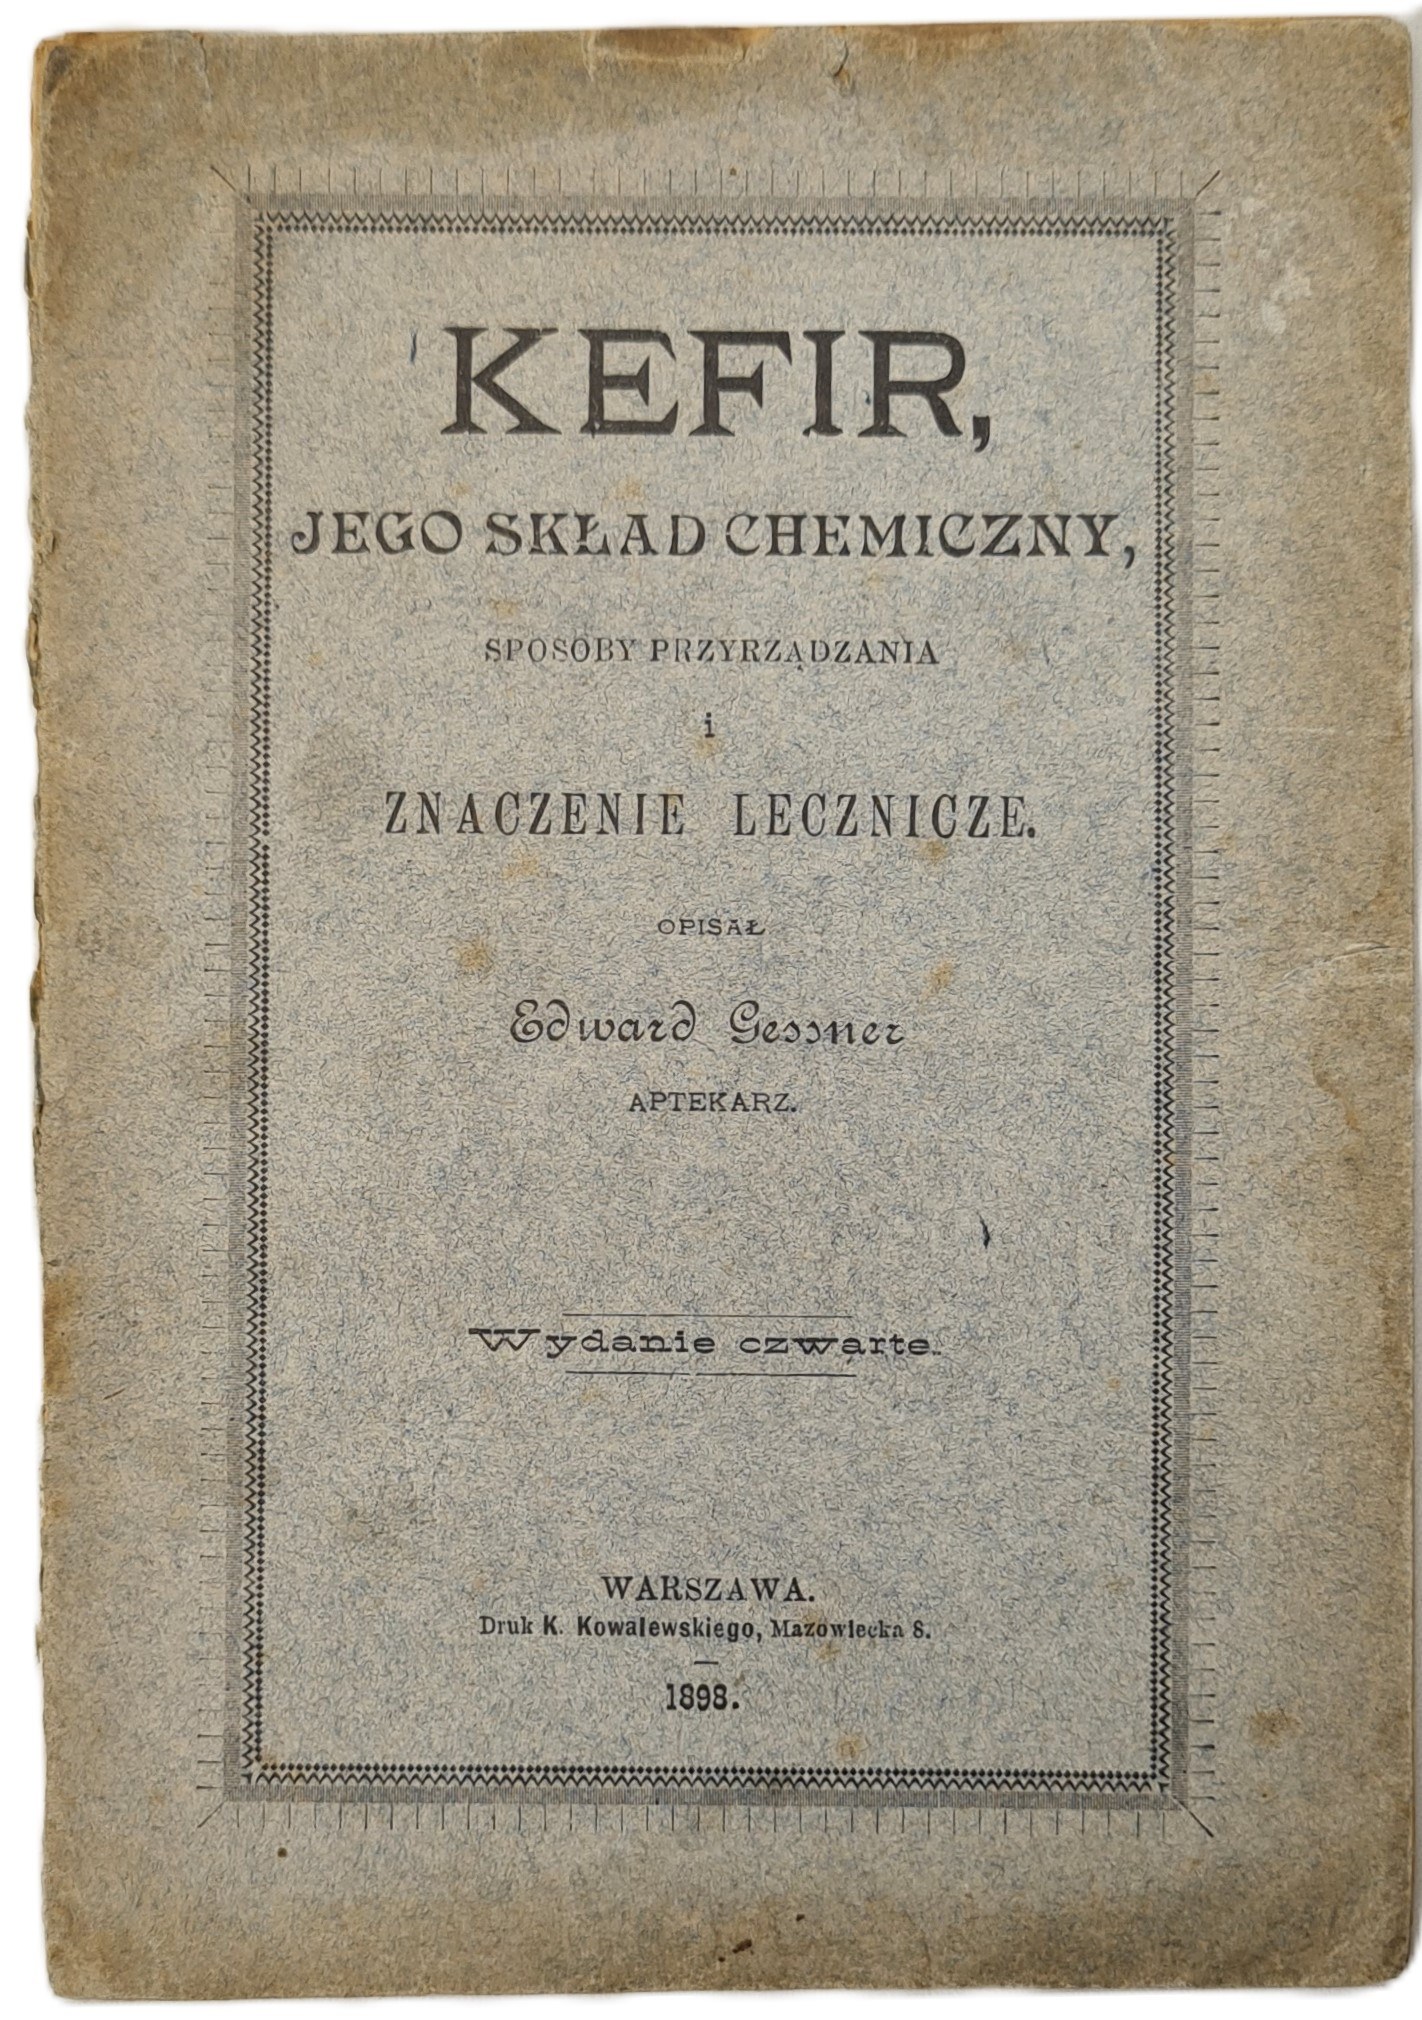 KEFIR,
JEGO SKŁAD CHEMICZNY,
SPOSOBY PRZYRZĄDZANIA
i
ZNACZENIE LECZNICZE.
OPISAŁ
Edward Gessner
APTEKARZ.
Wydanie czwarte.
WARSZAWA.
Druk K. Kowalewskiego, Mazowiecka 8.
1898.